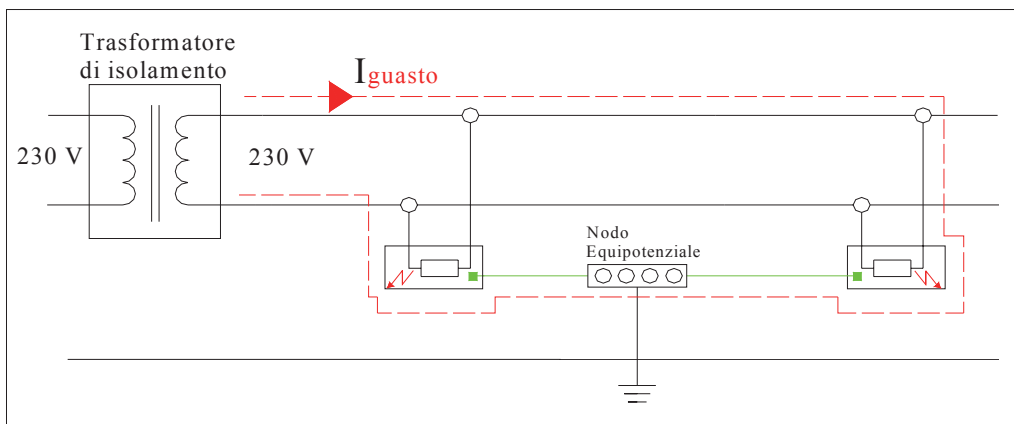 Trasformatore
di isolamento
Iguasto
230 V
230 V
Nodo
Equipotenziale